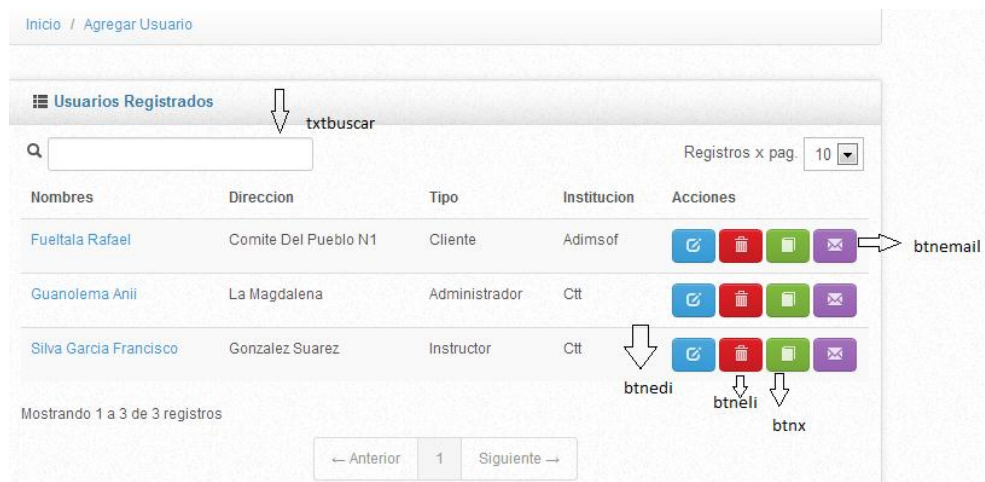 Inicio / Agregar Usuario
Usuarios Registrados
txtbuscar
Registros x pag. 10
Nombres Direccion Tipo Institucion Acciones
Fueltala Rafael Comite Del Pueblo N1 Cliente Adimsof
btnemail
Guanolema Anii La Magdalena Administrador Ctt
Silva Garcia Francisco Gonzalez Suarez Instructor Ctt
btnedi
btneli
btnx
Mostrando 1 a 3 de 3 registros
← Anterior 1 Siguiente →